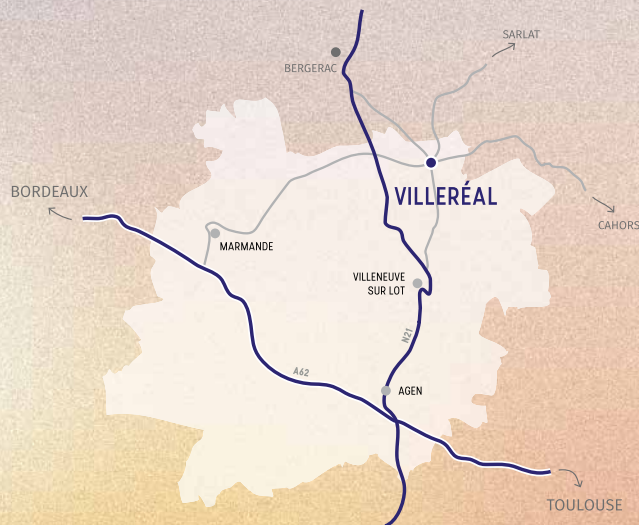 SARLAT
BERGERAC
BORDEAUX
VILLERÉAL
CAHORS
MARMANDE
VILLENEUVE
SUR LOT
N21
A62
AGEN
TOULOUSE